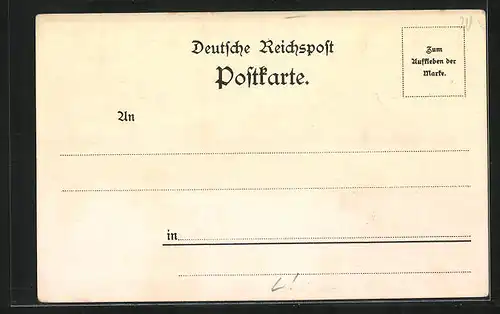 Deutsche Reichspost
Postkarte.
Zum
Aufkleben der
Marke.
An
in